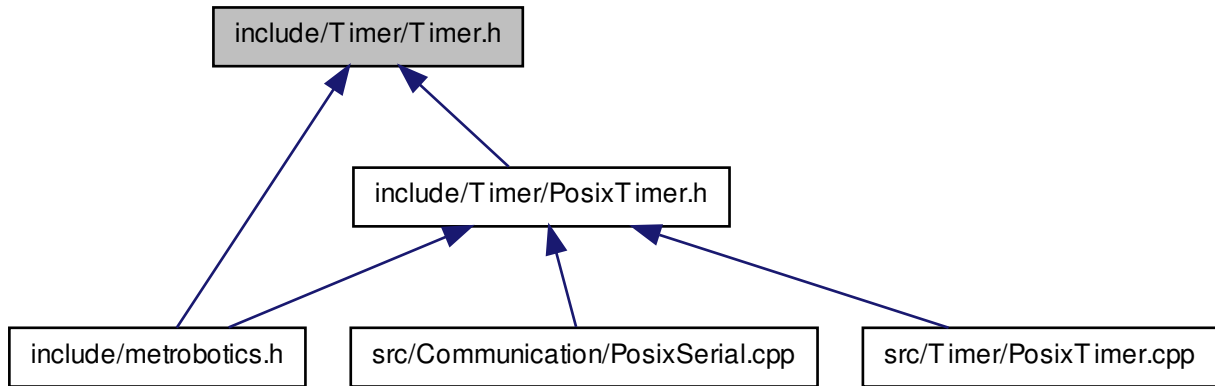 include/Timer/Timer.h
include/Timer/PosixTimer.h
include/metrobotics.h
src/Communication/PosixSerial.cpp
src/Timer/PosixTimer.cpp